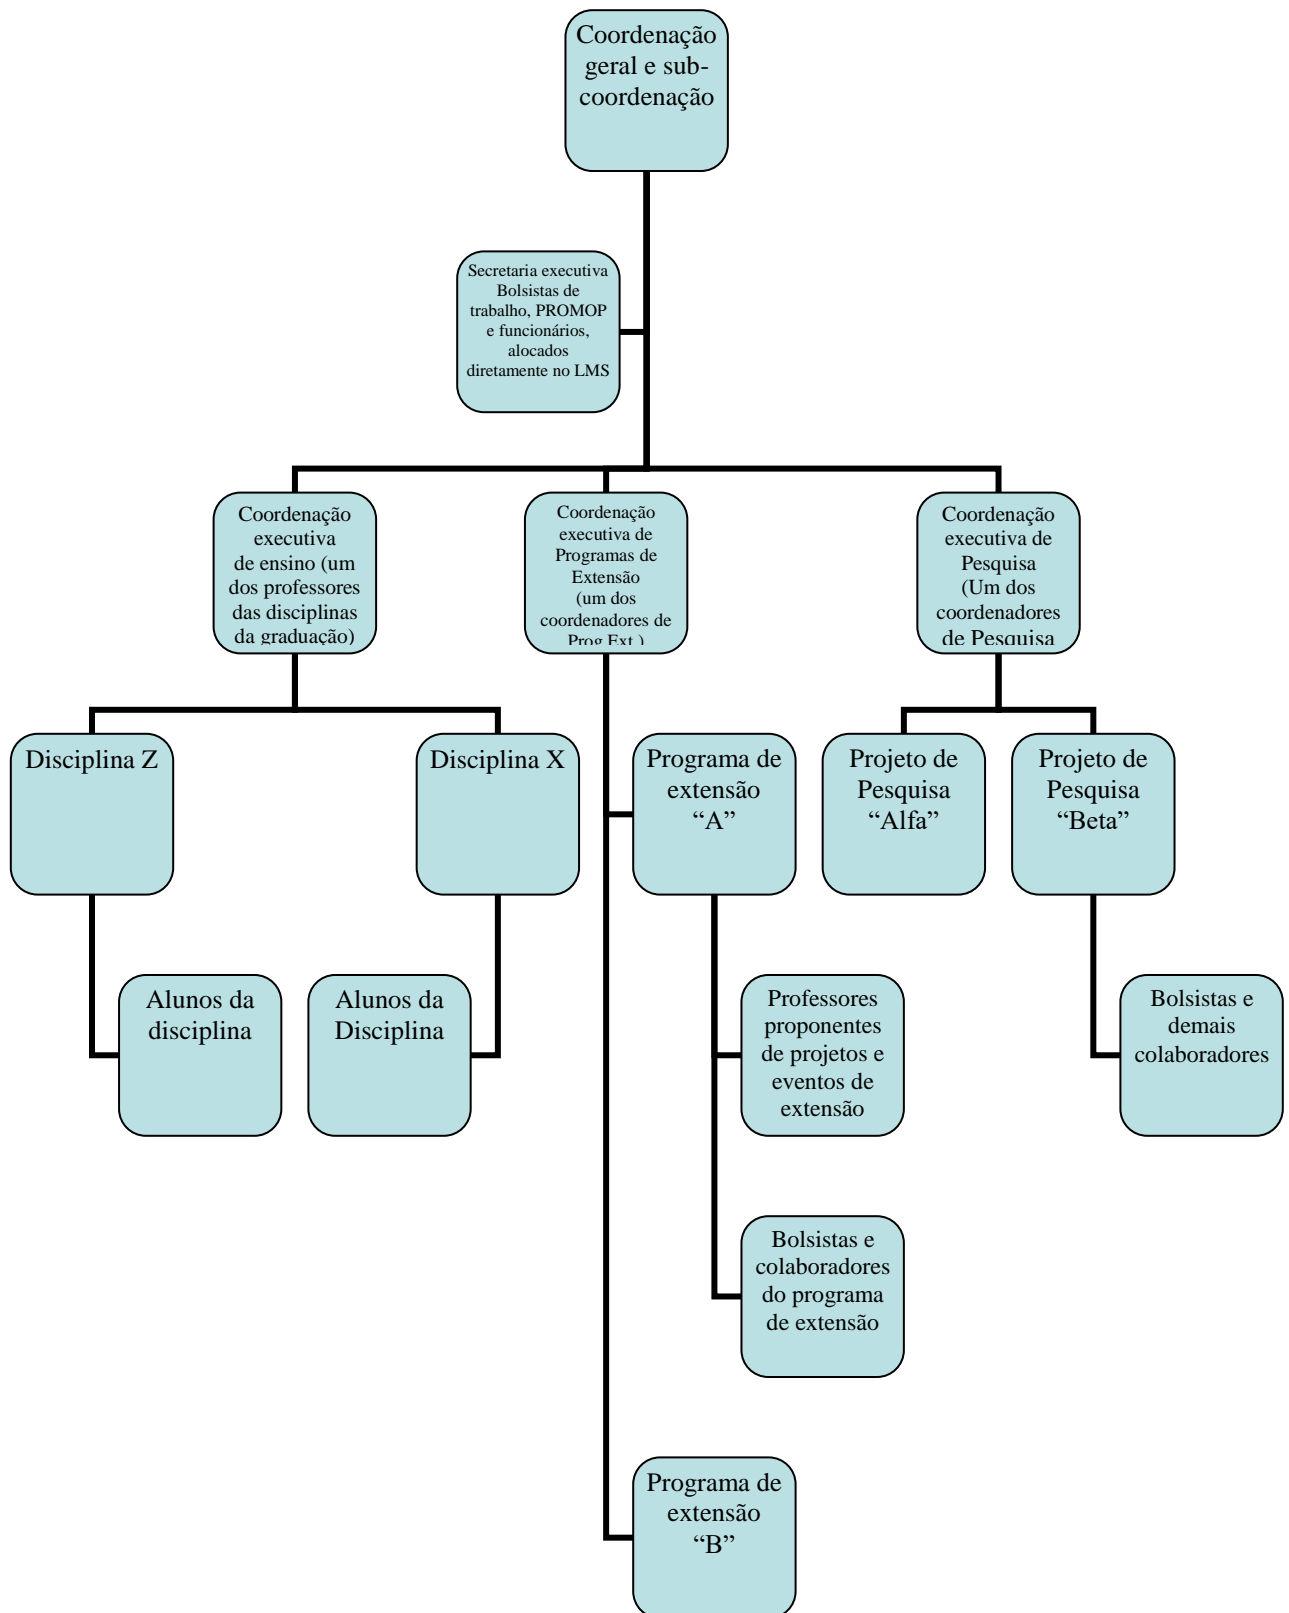 Coordenação
geral e sub-
coordenação
Secretaria executiva
Bolsistas de
trabalho, PROMOP
e funcionários,
alocados
diretamente no LMS
Coordenação
executiva
de ensino (um
dos professores
das disciplinas
da graduação)
Coordenação
executiva de
Programas de
Extensão
(um dos
coordenadores de
Prog Ext.)
Coordenação
executiva de
Pesquisa
(Um dos
coordenadores
de Pesquisa
Disciplina Z
Disciplina X
Programa de
extensão
“A”
Projeto de
Pesquisa
“Alfa”
Projeto de
Pesquisa
“Beta”
Alunos da
disciplina
Alunos da
Disciplina
Professores
proponentes
de projetos e
eventos de
extensão
Bolsistas e
demais
colaboradores
Bolsistas e
colaboradores
do programa
de extensão
Programa de
extensão
“B”